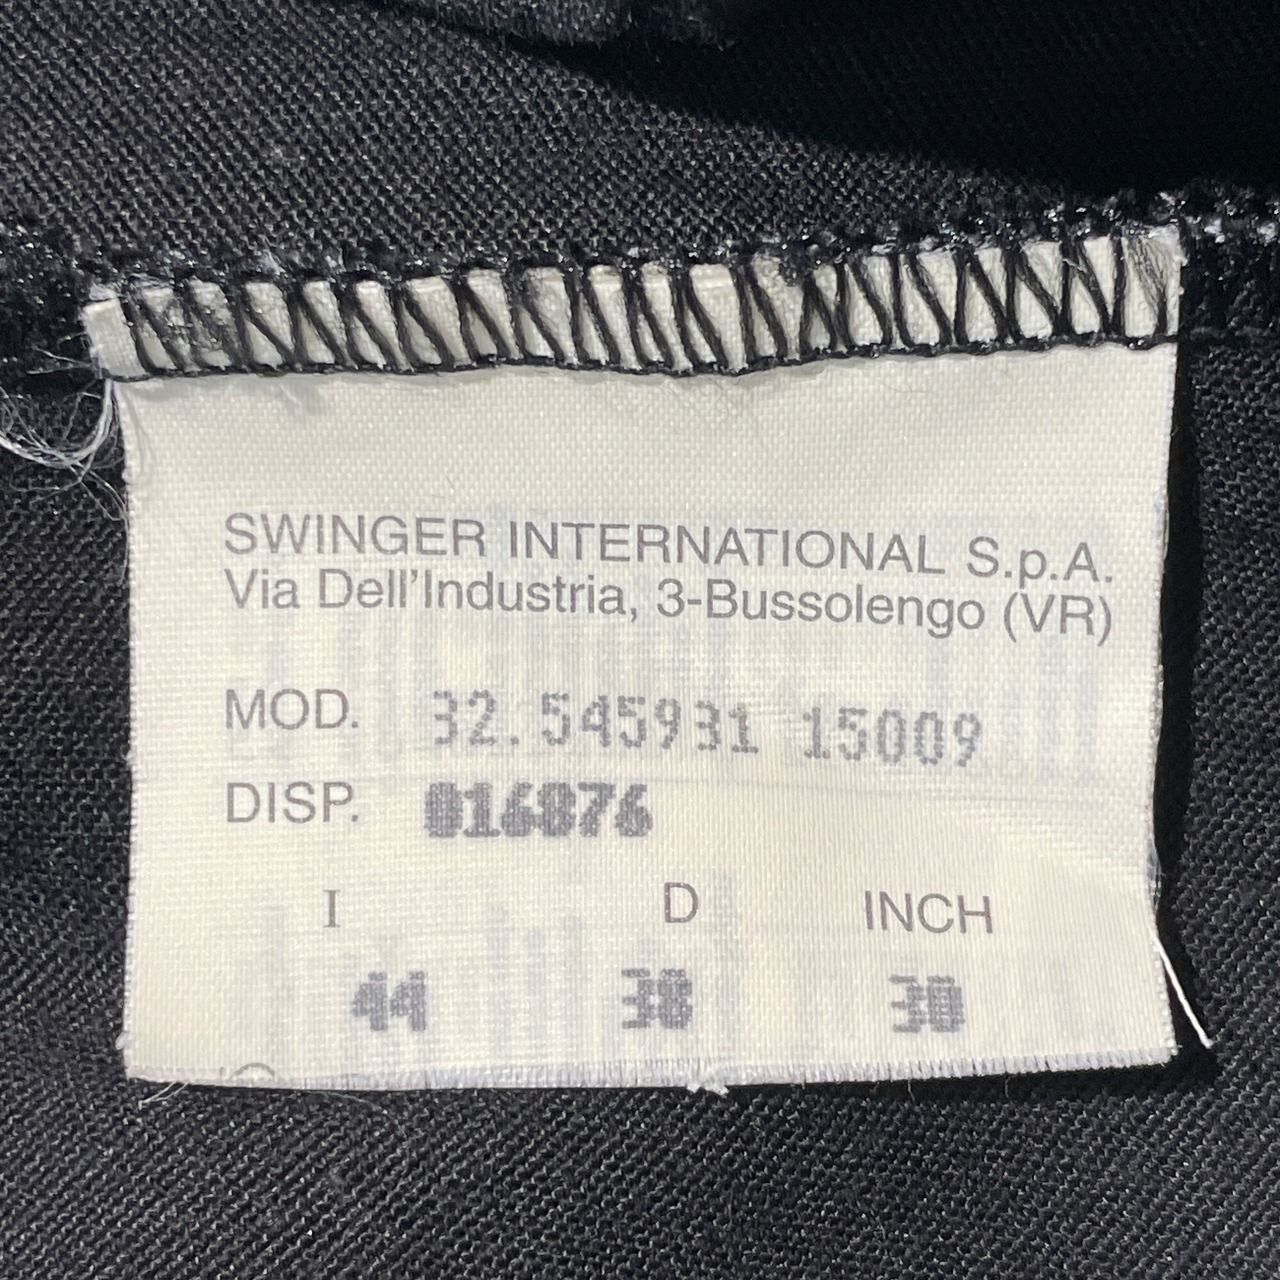 SWINGER INTERNATIONAL S.p.A.
Via Dell'Industria, 3-Bussolengo (VR)
MOD. 32.545931 15009
DISP. 016876
I D INCH
44 38 30